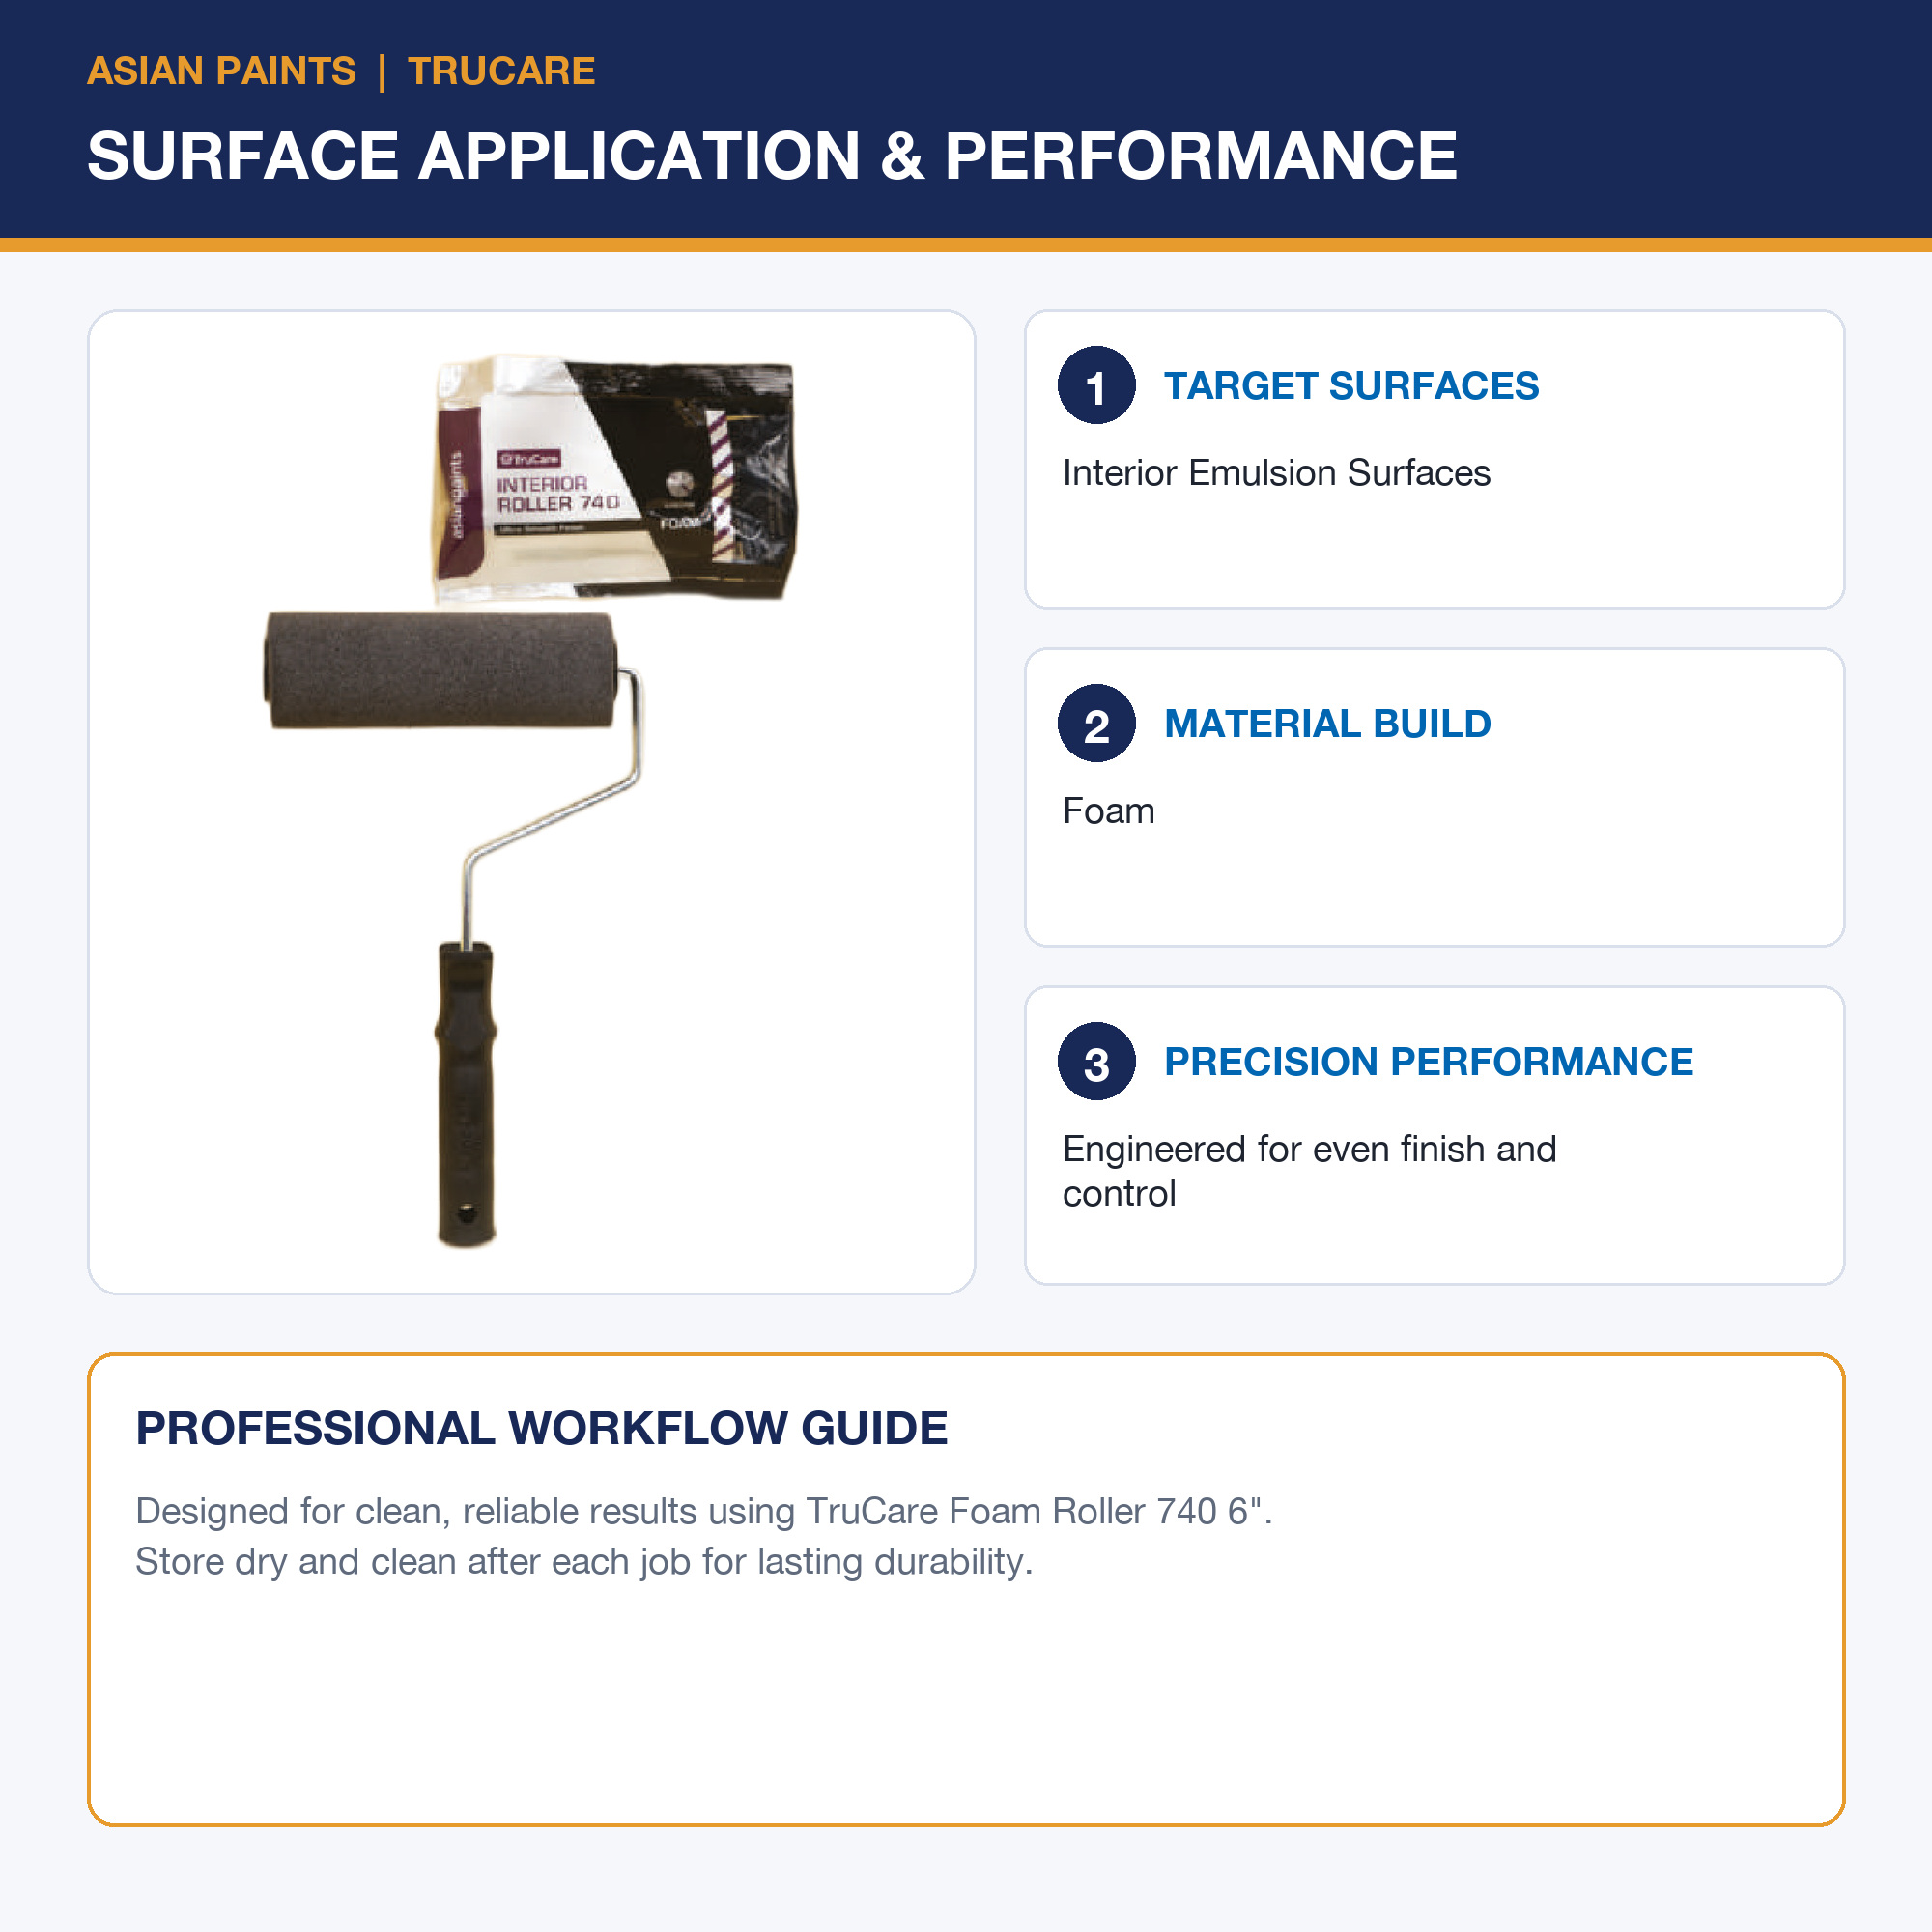 ASIAN PAINTS | TRUCARE
SURFACE APPLICATION & PERFORMANCE
asianpaints
TruCare
INTERIOR
ROLLER 740
FOAM
1 TARGET SURFACES
Interior Emulsion Surfaces
2 MATERIAL BUILD
Foam
3 PRECISION PERFORMANCE
Engineered for even finish and
control
PROFESSIONAL WORKFLOW GUIDE
Designed for clean, reliable results using TruCare Foam Roller 740 6".
Store dry and clean after each job for lasting durability.